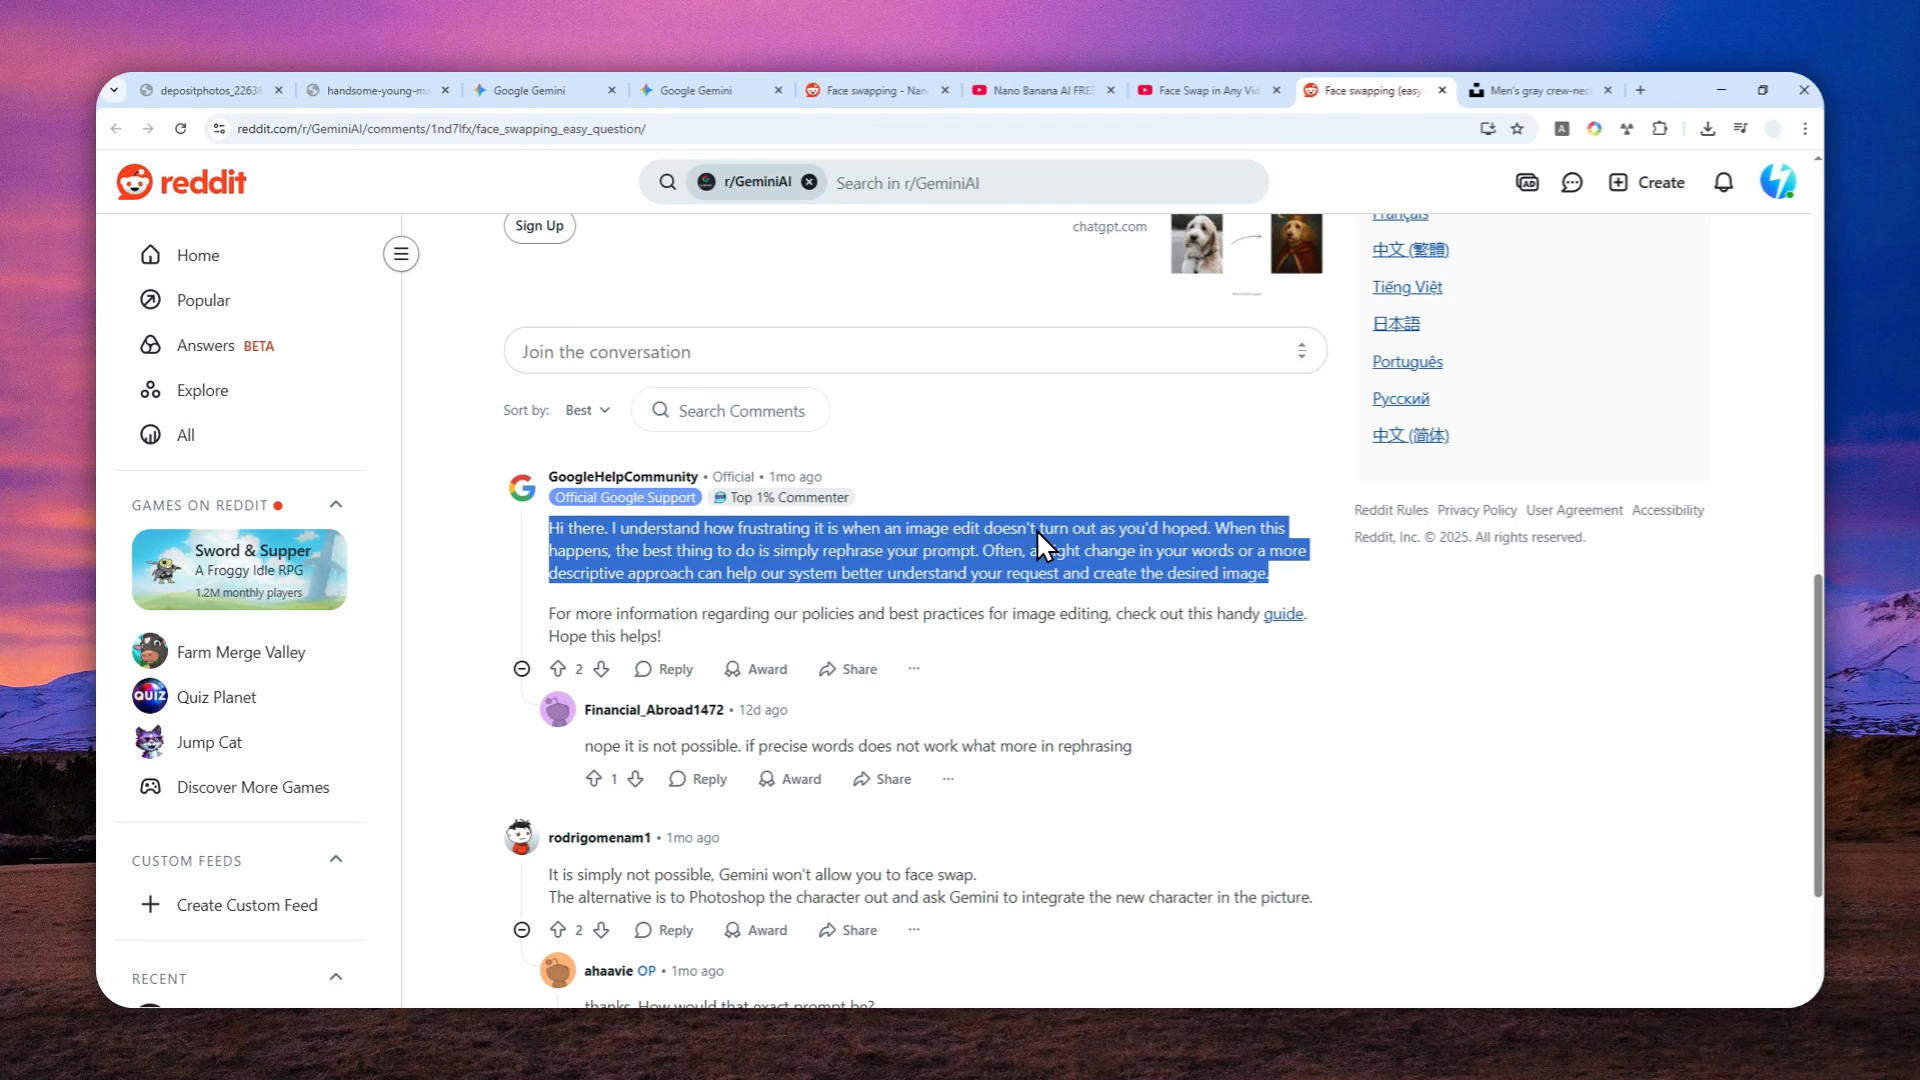 depositphotos_22638
handsome-young-ma
Google Gemini
Google Gemini
Face swapping - Nan
Nano Banana AI FREE
Face Swap in Any Vid
Face swapping (easy
Men's gray crew-nec
reddit.com/r/GeminiAI/comments/1nd7lfx/face_swapping_easy_question/
reddit
r/GeminiAI
Search in r/GeminiAI
AD
Create
Home
Popular
Answers BETA
Explore
All
GAMES ON REDDIT
Sword & Supper
A Froggy Idle RPG
1.2M monthly players
Farm Merge Valley
QUIZ
Quiz Planet
Jump Cat
Discover More Games
CUSTOM FEEDS
Create Custom Feed
RECENT
Sign Up
chatgpt.com
Join the conversation
Sort by: Best
Search Comments
GoogleHelpCommunity • Official • 1mo ago
Official Google Support Top 1% Commenter
Hi there. I understand how frustrating it is when an image edit doesn't turn out as you'd hoped. When this
happens, the best thing to do is simply rephrase your prompt. Often, a ght change in your words or a more
descriptive approach can help our system better understand your request and create the desired image.
For more information regarding our policies and best practices for image editing, check out this handy guide.
Hope this helps!
2 Reply Award Share
Financial_Abroad1472 • 12d ago
nope it is not possible. if precise words does not work what more in rephrasing
1 Reply Award Share
rodrigomenam1 • 1mo ago
It is simply not possible, Gemini won't allow you to face swap.
The alternative is to Photoshop the character out and ask Gemini to integrate the new character in the picture.
2 Reply Award Share
ahaavie OP • 1mo ago
thanks. How would that exact prompt be?
Français
中文 (繁體)
Tiếng Việt
日本語
Português
Русский
中文 (简体)
Reddit Rules Privacy Policy User Agreement Accessibility
Reddit, Inc. © 2025. All rights reserved.